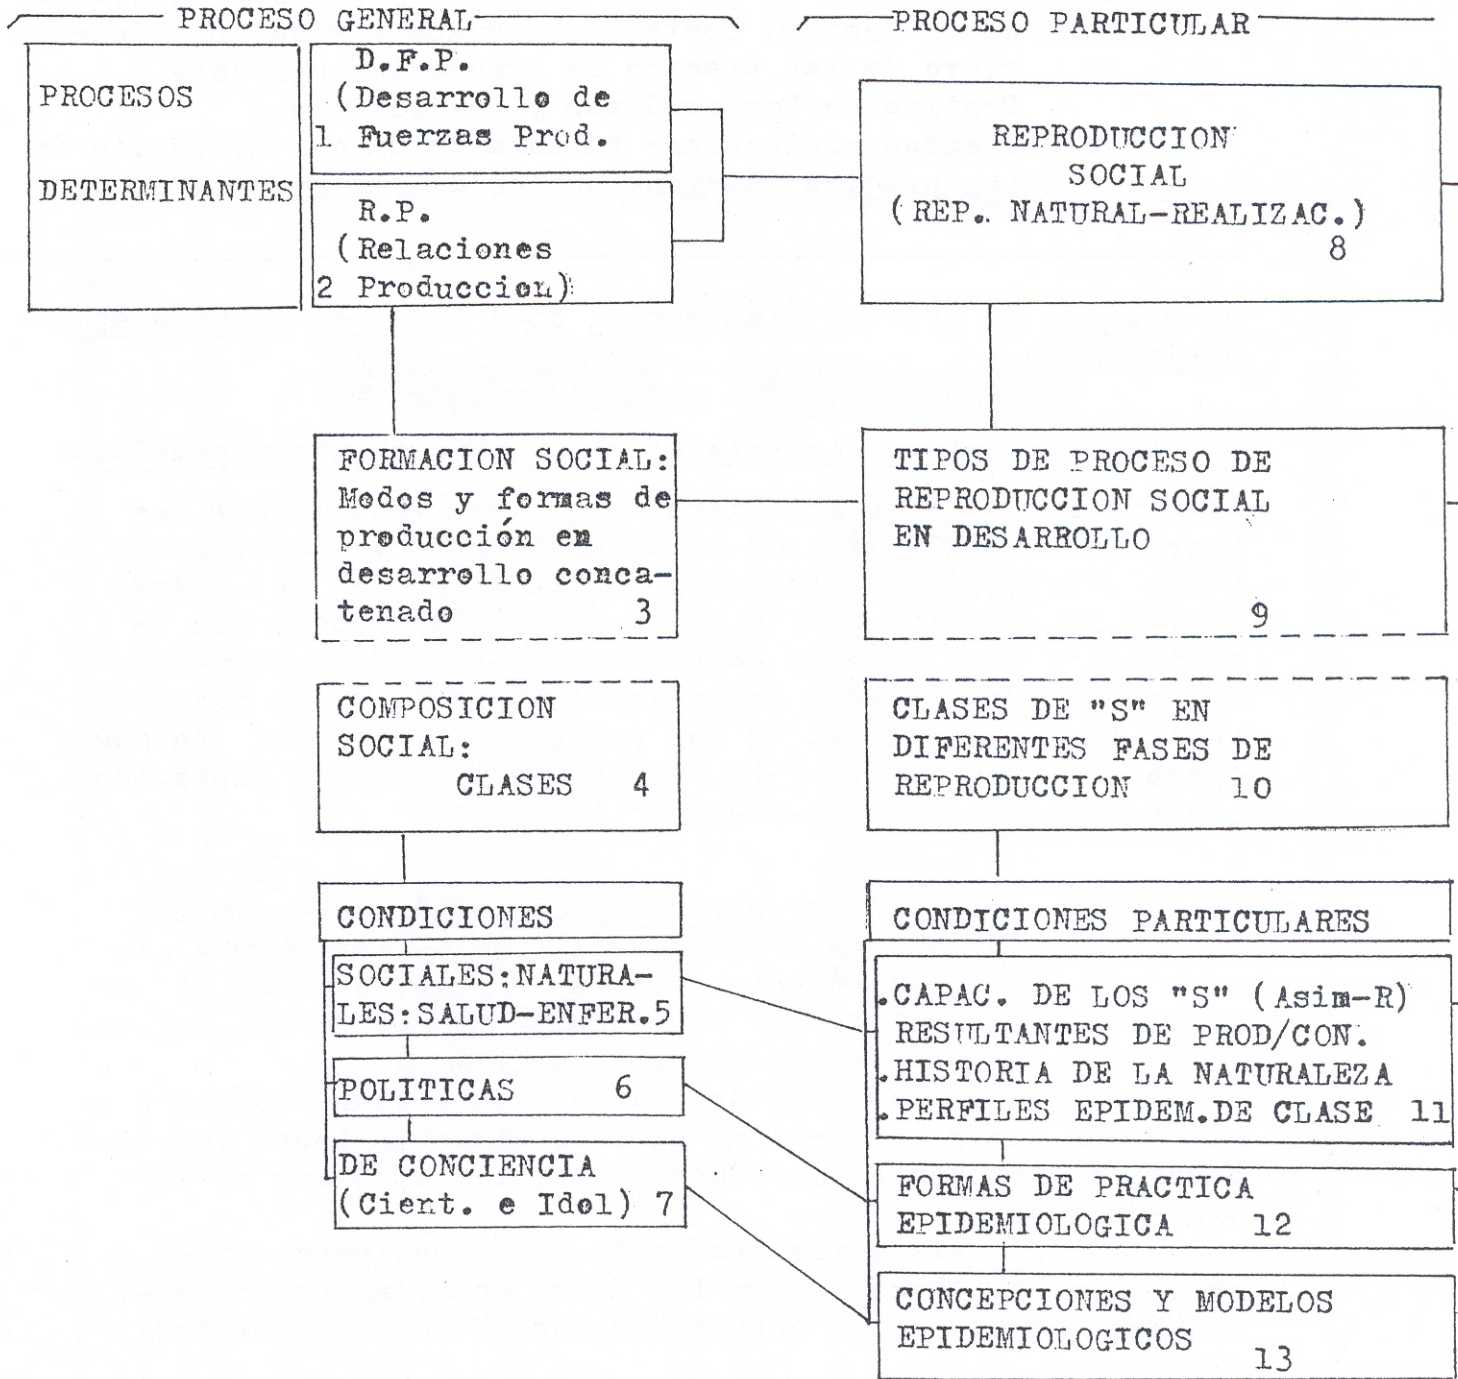 PROCESO GENERAL
PROCESO PARTICULAR
PROCESOS
DETERMINANTES
D.F.P.
(Desarrollo de
1 Fuerzas Prod.
R.P.
(Relaciones
2 Produccion)
REPRODUCCION
SOCIAL
(REP. NATURAL-REALIZAC.)
8
FORMACION SOCIAL:
Modos y formas de
producción en
desarrollo conca-
tenado 3
TIPOS DE PROCESO DE
REPRODUCCION SOCIAL
EN DESARROLLO
9
COMPOSICION
SOCIAL:
CLASES 4
CLASES DE "S" EN
DIFERENTES FASES DE
REPRODUCCION 10
CONDICIONES
SOCIALES:NATURA-
LES:SALUD-ENFER.5
POLITICAS 6
DE CONCIENCIA
(Cient. e Idol) 7
CONDICIONES PARTICULARES
.CAPAC. DE LOS "S" (Asim-R)
RESULTANTES DE PROD/CON.
.HISTORIA DE LA NATURALEZA
.PERFILES EPIDEM.DE CLASE 11
FORMAS DE PRACTICA
EPIDEMIOLOGICA 12
CONCEPCIONES Y MODELOS
EPIDEMIOLOGICOS
13